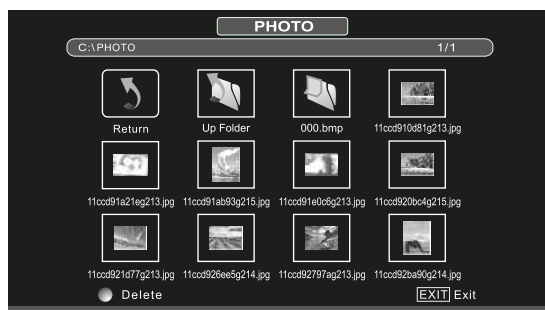 PHOTO
C:\PHOTO 1/1
Return Up Folder 000.bmp 11ccd910d81g213.jpg
11ccd91a21eg213.jpg 11ccd91ab93g215.jpg 11ccd91e0c6g213.jpg 11ccd920bc4g215.jpg
11ccd921d77g213.jpg 11ccd926ee5g214.jpg 11ccd92797ag213.jpg 11ccd92ba90g214.jpg
Delete EXIT Exit